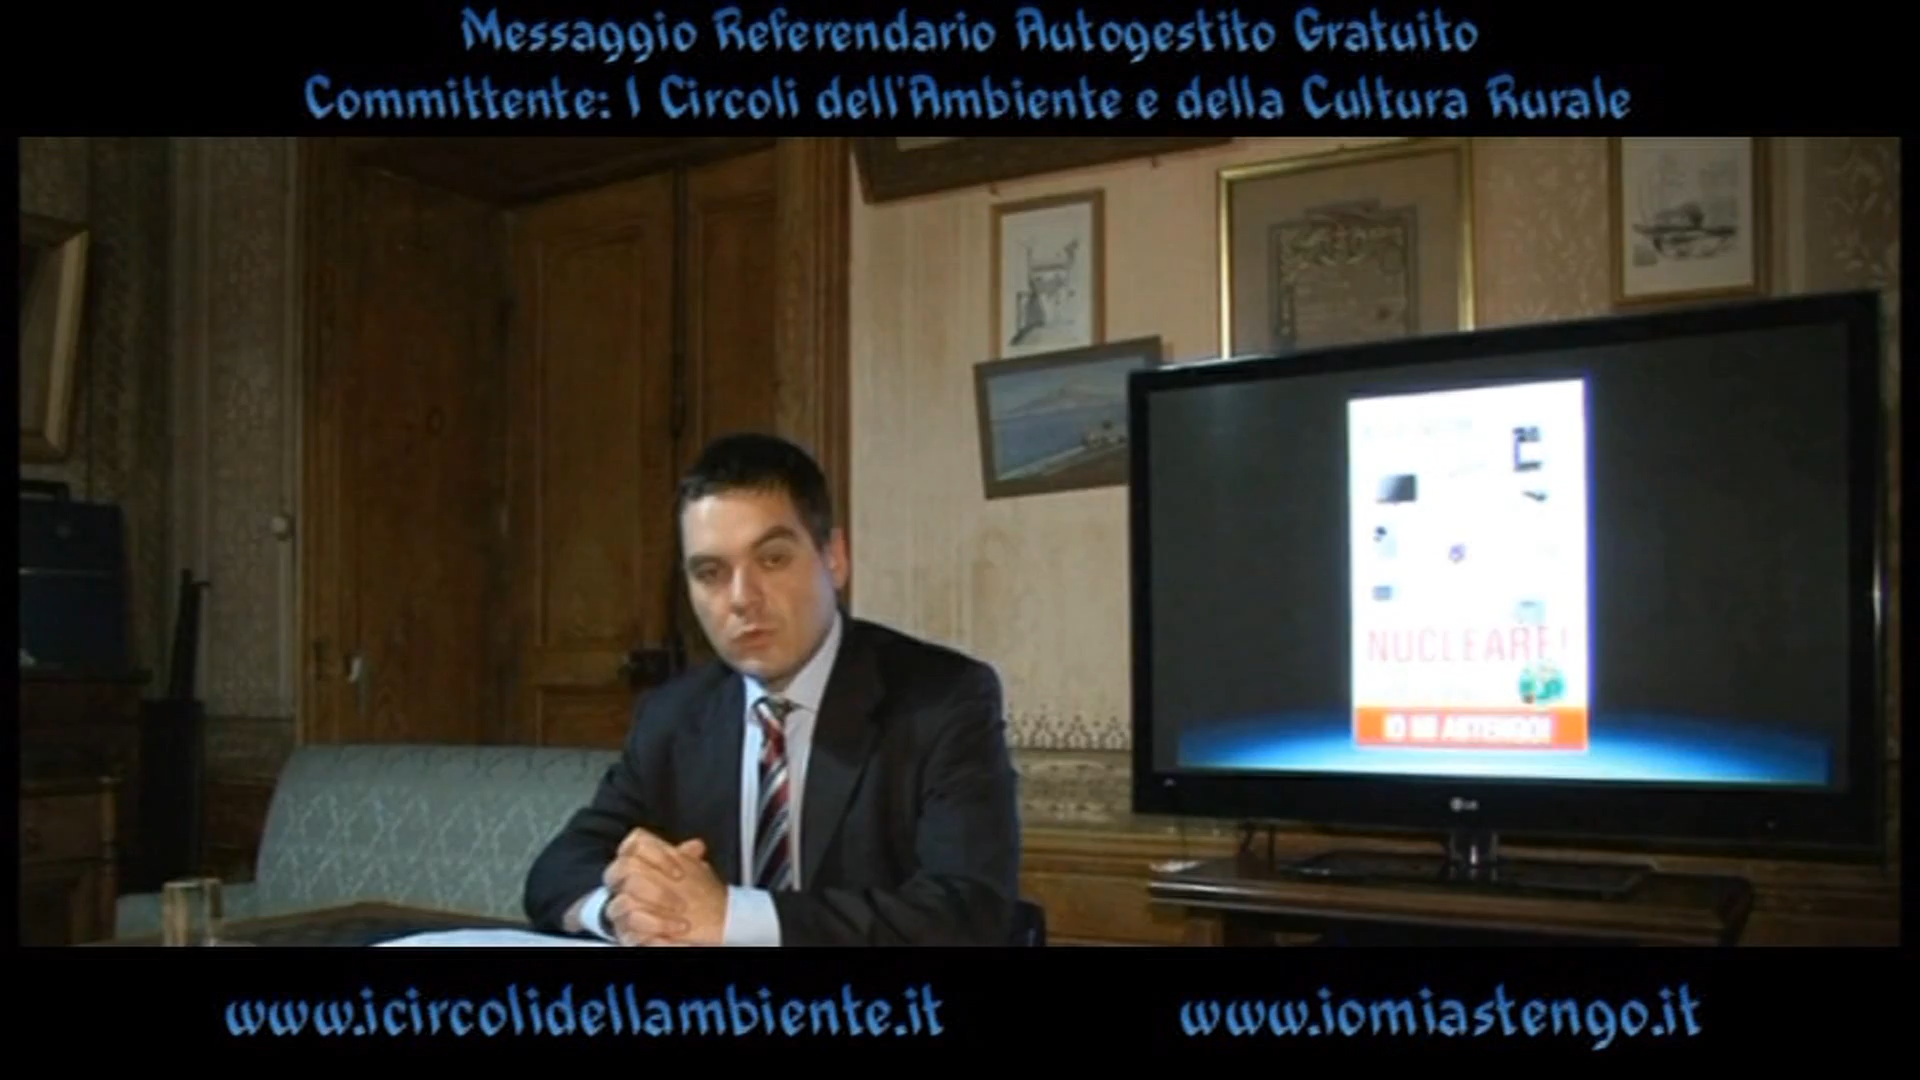 Messaggio Referendario Autogestito Gratuito
Committente: I Circoli dell'Ambiente e della Cultura Rurale
NUCLEARE!
IO MI ASTENGO!
LG
www.icircolidellambiente.it
www.iomiastengo.it